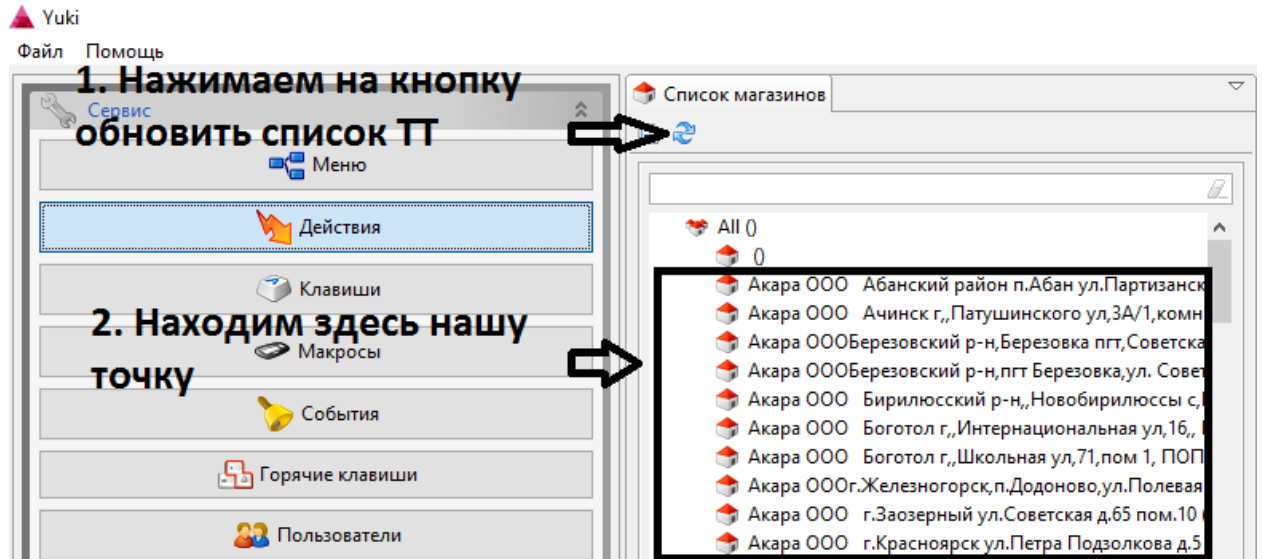 Yuki
Файл Помощь
1. Нажимаем на кнопку
обновить список ТТ
Сервис
Меню
Действия
Клавиши
2. Находим здесь нашу
точку
Макросы
События
Горячие клавиши
Пользователи
Список магазинов
All ()
()
Акара ООО Абанский район п.Абан ул.Партизанск
Акара ООО Ачинск г,,Патушинского ул,3А/1,комн
Акара ОООБерезовский р-н,Березовка пгт,Советска
Акара ОООБерезовский р-н,пгт Березовка,ул. Совет
Акара ООО Бирилюсский р-н,,Новобирилюссы с,
Акара ООО Боготол г,,Интернациональная ул,16,,
Акара ООО Боготол г,,Школьная ул,71,пом 1, ПОП
Акара ОООг.Железногорск,п.Додоново,ул.Полевая
Акара ООО г.Заозерный ул.Советская д.65 пом.10
Акара ООО г.Красноярск ул.Петра Подзолкова д.5